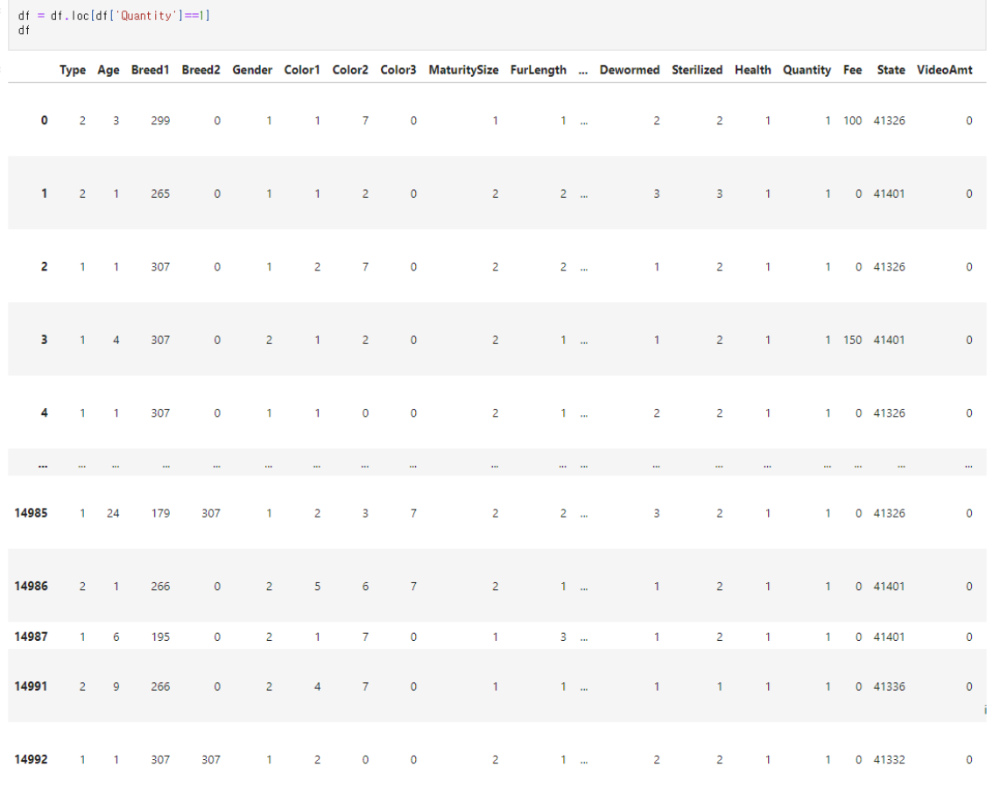 df = df.loc[df['Quantity']==1]
df
Type Age Breed1 Breed2 Gender Color1 Color2 Color3 MaturitySize FurLength ... Dewormed Sterilized Health Quantity Fee State VideoAmt
0 2 3 299 0 1 1 7 0 1 1 ... 2 2 1 1 100 41326 0
1 2 1 265 0 1 1 2 0 2 2 ... 3 3 1 1 0 41401 0
2 1 1 307 0 1 2 7 0 2 2 ... 1 2 1 1 0 41326 0
3 1 4 307 0 2 1 2 0 2 1 ... 1 2 1 1 150 41401 0
4 1 1 307 0 1 1 0 0 2 1 ... 2 2 1 1 0 41326 0
... ... ... ... ... ... ... ... ... ... ... ... ... ... ... ... ... ... ...
14985 1 24 179 307 1 2 3 7 2 2 ... 3 2 1 1 0 41326 0
14986 2 1 266 0 2 5 6 7 2 1 ... 1 2 1 1 0 41401 0
14987 1 6 195 0 2 1 7 0 1 3 ... 1 2 1 1 0 41401 0
14991 2 9 266 0 2 4 7 0 1 1 ... 1 1 1 1 0 41336 0
14992 1 1 307 307 1 2 0 0 2 1 ... 2 2 1 1 0 41332 0